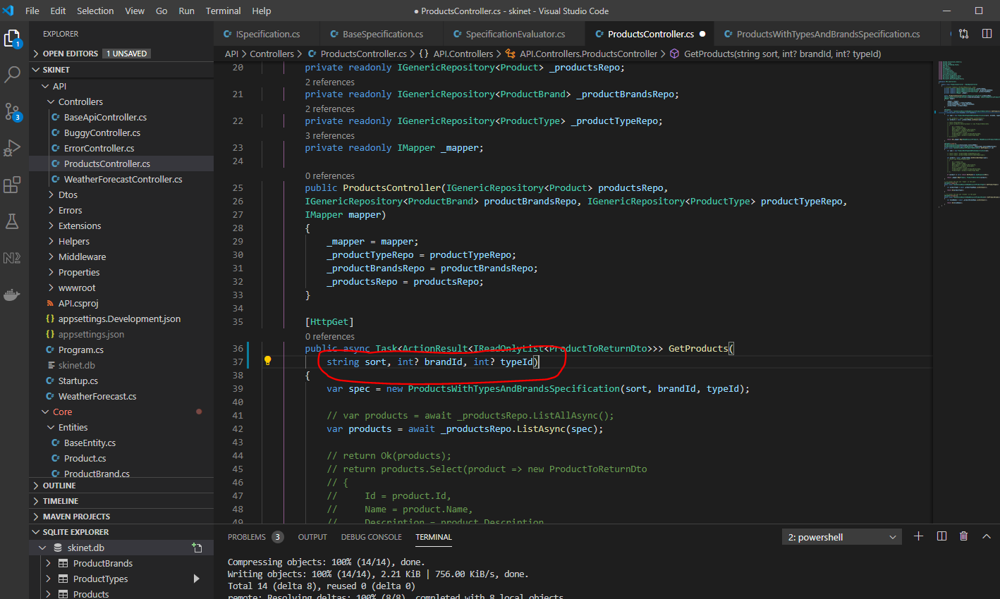 File Edit Selection View Go Run Terminal Help ● ProductsController.cs - skinet - Visual Studio Code
EXPLORER
OPEN EDITORS 1 UNSAVED
SKINET
API
Controllers
C# BaseApiController.cs
C# BuggyController.cs
C# ErrorController.cs
C# ProductsController.cs
C# WeatherForecastController.cs
Dtos
Errors
Extensions
Helpers
Middleware
Properties
wwwroot
API.csproj
{} appsettings.Development.json
{} appsettings.json
C# Program.cs
skinet.db
C# Startup.cs
C# WeatherForecast.cs
Core
Entities
C# BaseEntity.cs
C# Product.cs
C# ProductBrand.cs
OUTLINE
TIMELINE
MAVEN PROJECTS
SQLITE EXPLORER
skinet.db
ProductBrands
ProductTypes
Products
1
3
C# ISpecification.cs C# BaseSpecification.cs C# SpecificationEvaluator.cs C# ProductsController.cs ● C# ProductsWithTypesAndBrandsSpecification.cs
API > Controllers > C# ProductsController.cs > {} API.Controllers > API.Controllers.ProductsController > GetProducts(string sort, int? brandId, int? typeId)
20 private readonly IGenericRepository<Product> _productsRepo;
2 references
21 private readonly IGenericRepository<ProductBrand> _productBrandsRepo;
2 references
22 private readonly IGenericRepository<ProductType> _productTypeRepo;
3 references
23 private readonly IMapper _mapper;
24
0 references
25 public ProductsController(IGenericRepository<Product> productsRepo,
26 IGenericRepository<ProductBrand> productBrandsRepo, IGenericRepository<ProductType> productTypeRepo,
27 IMapper mapper)
28 {
29 _mapper = mapper;
30 _productTypeRepo = productTypeRepo;
31 _productBrandsRepo = productBrandsRepo;
32 _productsRepo = productsRepo;
33 }
34
35 [HttpGet]
0 references
36 public async Task<ActionResult<IReadOnlyList<ProductToReturnDto>>> GetProducts(
37 string sort, int? brandId, int? typeId)
38 {
39 var spec = new ProductsWithTypesAndBrandsSpecification(sort, brandId, typeId);
40
41 // var products = await _productsRepo.ListAllAsync();
42 var products = await _productsRepo.ListAsync(spec);
43
44 // return Ok(products);
45 // return products.Select(product => new ProductToReturnDto
46 // {
47 // Id = product.Id,
48 // Name = product.Name,
49 // Description = product.Description
PROBLEMS 3 OUTPUT DEBUG CONSOLE TERMINAL 2: powershell
Compressing objects: 100% (14/14), done.
Writing objects: 100% (14/14), 2.21 KiB | 756.00 KiB/s, done.
Total 14 (delta 8), reused 0 (delta 0)
remote: Resolving deltas: 100% (8/8), completed with 8 local objects.